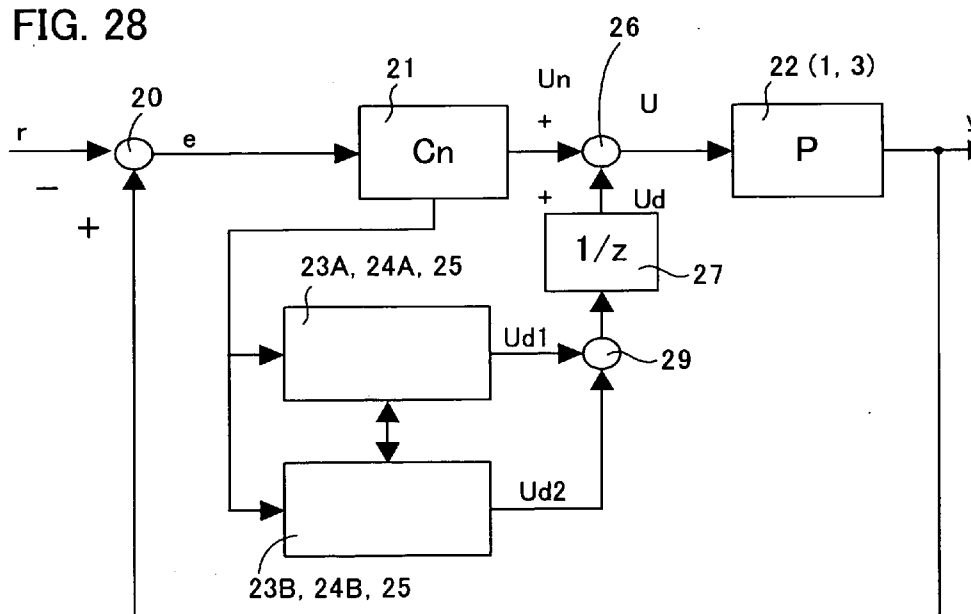 FIG. 28
20
r
−
+
e
21
Cn
Un
+
26
U
+
Ud
22 (1, 3)
P
y
1/z
27
23A, 24A, 25
Ud1
29
Ud2
23B, 24B, 25